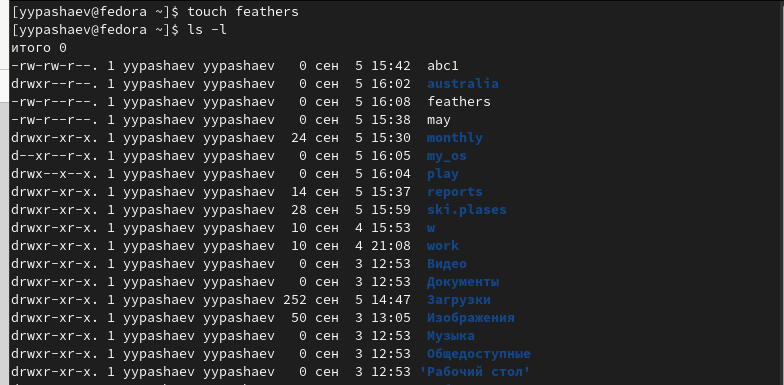 [yypashaev@fedora ~]$ touch feathers
[yypashaev@fedora ~]$ ls -l
итого 0
-rw-rw-r--. 1 yypashaev yypashaev   0 сен  5 15:42  abc1
drwxr--r--. 1 yypashaev yypashaev   0 сен  5 16:02  australia
-rw-r--r--. 1 yypashaev yypashaev   0 сен  5 16:08  feathers
-rw-r--r--. 1 yypashaev yypashaev   0 сен  5 15:38  may
drwxr-xr-x. 1 yypashaev yypashaev  24 сен  5 15:30  monthly
d--xr--r-x. 1 yypashaev yypashaev   0 сен  5 16:05  my_os
drwx--x--x. 1 yypashaev yypashaev   0 сен  5 16:04  play
drwxr-xr-x. 1 yypashaev yypashaev  14 сен  5 15:37  reports
drwxr-xr-x. 1 yypashaev yypashaev  28 сен  5 15:59  ski.plases
drwxr-xr-x. 1 yypashaev yypashaev  10 сен  4 15:53  w
drwxr-xr-x. 1 yypashaev yypashaev  10 сен  4 21:08  work
drwxr-xr-x. 1 yypashaev yypashaev   0 сен  3 12:53  Видео
drwxr-xr-x. 1 yypashaev yypashaev   0 сен  3 12:53  Документы
drwxr-xr-x. 1 yypashaev yypashaev 252 сен  5 14:47  Загрузки
drwxr-xr-x. 1 yypashaev yypashaev  50 сен  3 13:05  Изображения
drwxr-xr-x. 1 yypashaev yypashaev   0 сен  3 12:53  Музыка
drwxr-xr-x. 1 yypashaev yypashaev   0 сен  3 12:53  Общедоступные
drwxr-xr-x. 1 yypashaev yypashaev   0 сен  3 12:53 'Рабочий стол'